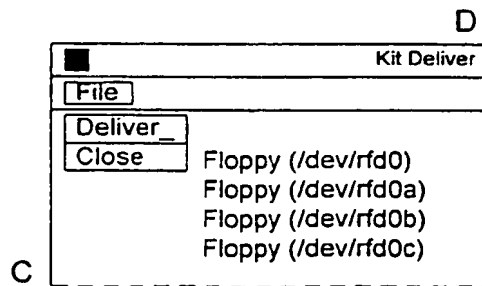 D
Kit Deliver
File
Deliver_
Close
Floppy (/dev/rfd0)
Floppy (/dev/rfd0a)
Floppy (/dev/rfd0b)
Floppy (/dev/rfd0c)
C